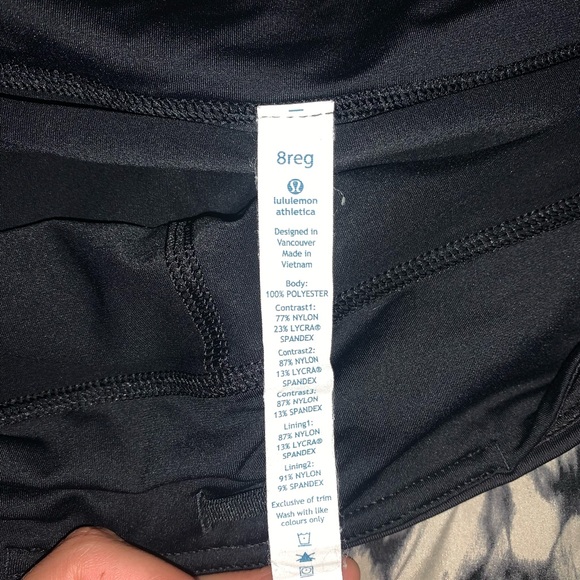 8reg
lululemon
athletica
Designed in
Vancouver
Made in
Vietnam
Body:
100% POLYESTER
Contrast1:
77% NYLON
23% LYCRA®
SPANDEX
Contrast2:
87% NYLON
13% LYCRA®
SPANDEX
Contrast3:
87% NYLON
13% SPANDEX
Lining1:
87% NYLON
13% LYCRA®
SPANDEX
Lining2:
91% NYLON
9% SPANDEX
Exclusive of trim
Wash with like
colours only